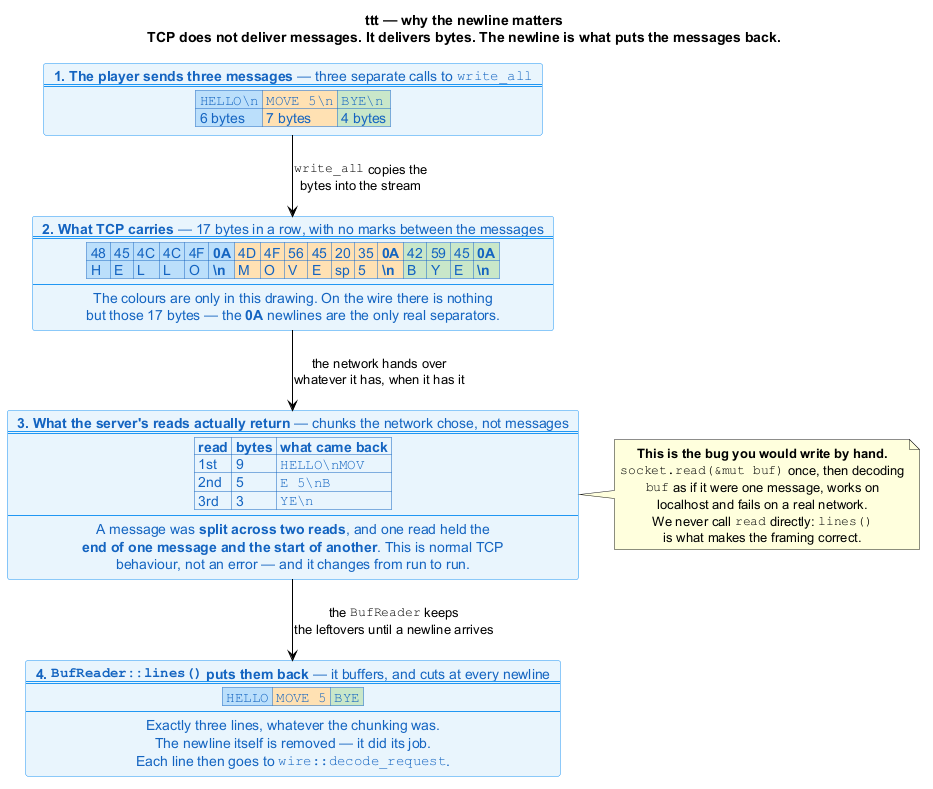 ttt — why the newline matters
TCP does not deliver messages. It delivers bytes. The newline is what puts the messages back.
1. The player sends three messages — three separate calls to write_all
HELLO\n MOVE 5\n BYE\n
6 bytes 7 bytes 4 bytes
write_all copies the
bytes into the stream
2. What TCP carries — 17 bytes in a row, with no marks between the messages
48 45 4C 4C 4F 0A 4D 4F 56 45 20 35 0A 42 59 45 0A
H E L L O \n M O V E sp 5 \n B Y E \n
The colours are only in this drawing. On the wire there is nothing
but those 17 bytes — the 0A newlines are the only real separators.
the network hands over
whatever it has, when it has it
3. What the server's reads actually return — chunks the network chose, not messages
read bytes what came back
1st 9 HELLO\nMOV
2nd 5 E 5\nB
3rd 3 YE\n
A message was split across two reads, and one read held the
end of one message and the start of another. This is normal TCP
behaviour, not an error — and it changes from run to run.
This is the bug you would write by hand.
socket.read(&mut buf) once, then decoding
buf as if it were one message, works on
localhost and fails on a real network.
We never call read directly: lines()
is what makes the framing correct.
the BufReader keeps
the leftovers until a newline arrives
4. BufReader::lines() puts them back — it buffers, and cuts at every newline
HELLO MOVE 5 BYE
Exactly three lines, whatever the chunking was.
The newline itself is removed — it did its job.
Each line then goes to wire::decode_request.